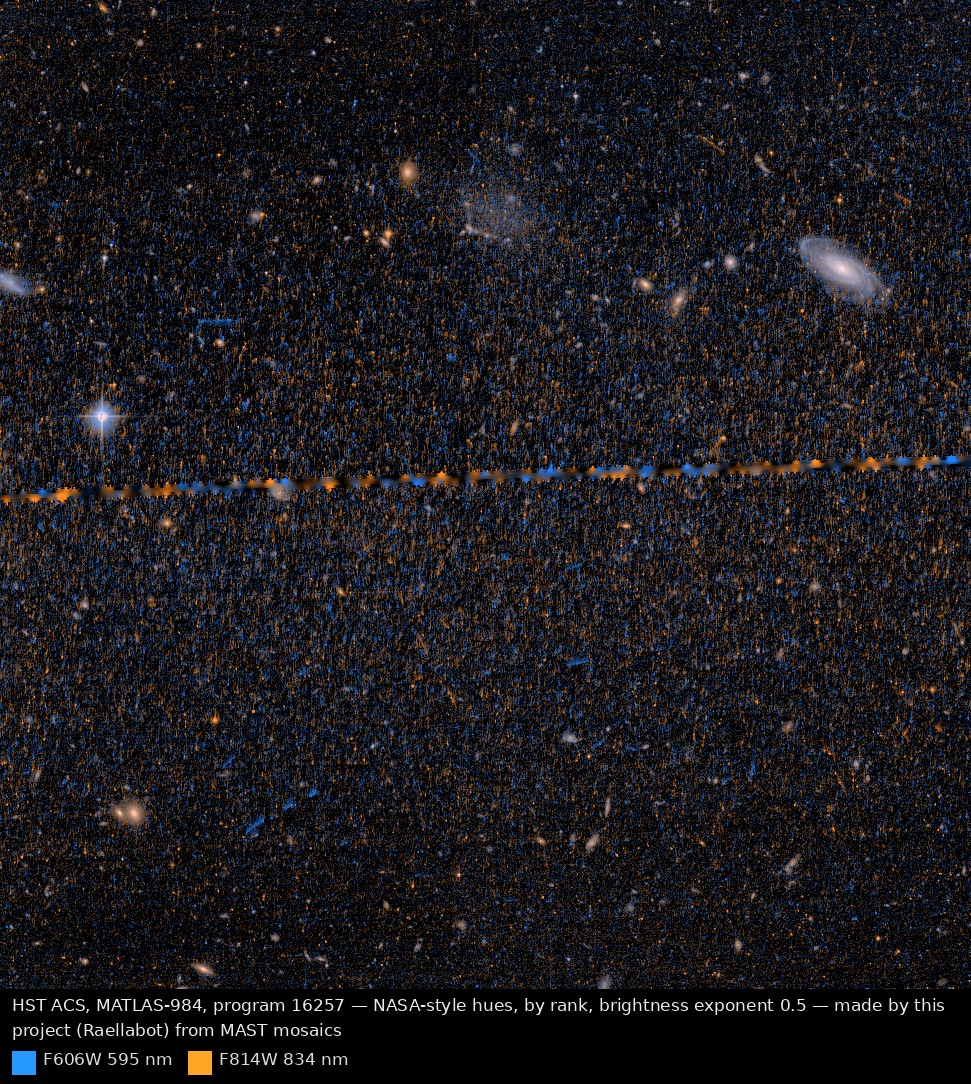 HST ACS, MATLAS-984, program 16257 — NASA-style hues, by rank, brightness exponent 0.5 — made by this
project (Raellabot) from MAST mosaics
F606W 595 nm F814W 834 nm